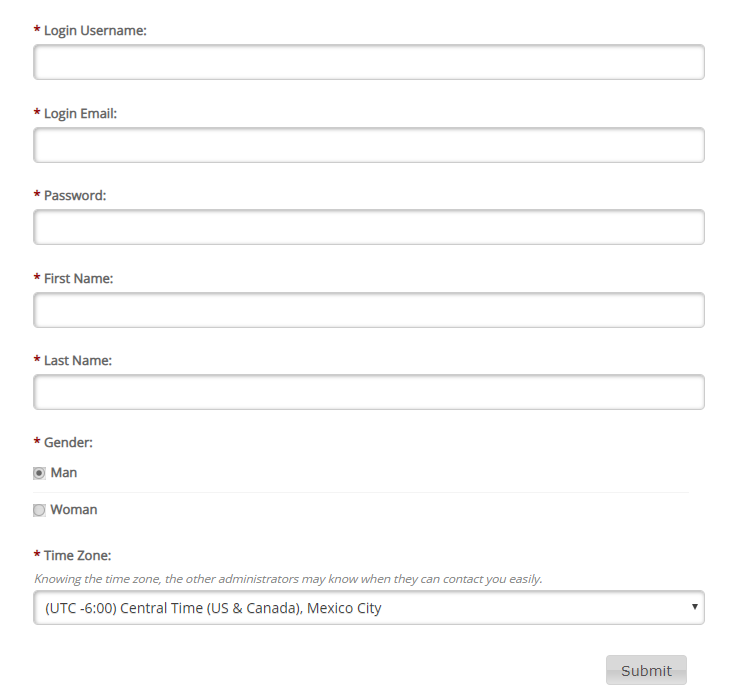 * Login Username:
* Login Email:
* Password:
* First Name:
* Last Name:
* Gender:
Man
Woman
* Time Zone:
Knowing the time zone, the other administrators may know when they can contact you easily.
(UTC -6:00) Central Time (US & Canada), Mexico City
Submit